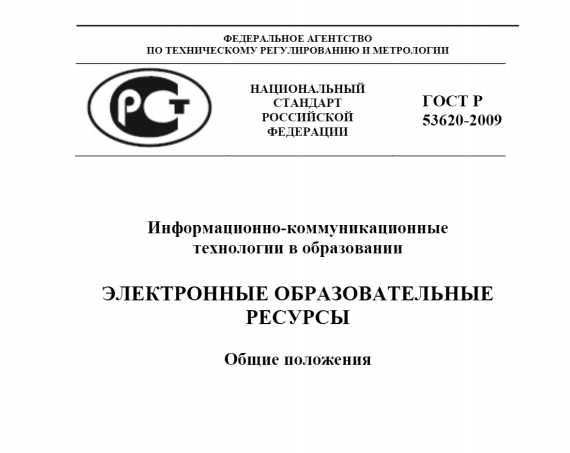 ФЕДЕРАЛЬНОЕ АГЕНТСТВО
ПО ТЕХНИЧЕСКОМУ РЕГУЛИРОВАНИЮ И МЕТРОЛОГИИ
РСТ
НАЦИОНАЛЬНЫЙ
СТАНДАРТ
РОССИЙСКОЙ
ФЕДЕРАЦИИ
ГОСТ Р
53620-2009
Информационно-коммуникационные
технологии в образовании
ЭЛЕКТРОННЫЕ ОБРАЗОВАТЕЛЬНЫЕ
РЕСУРСЫ
Общие положения